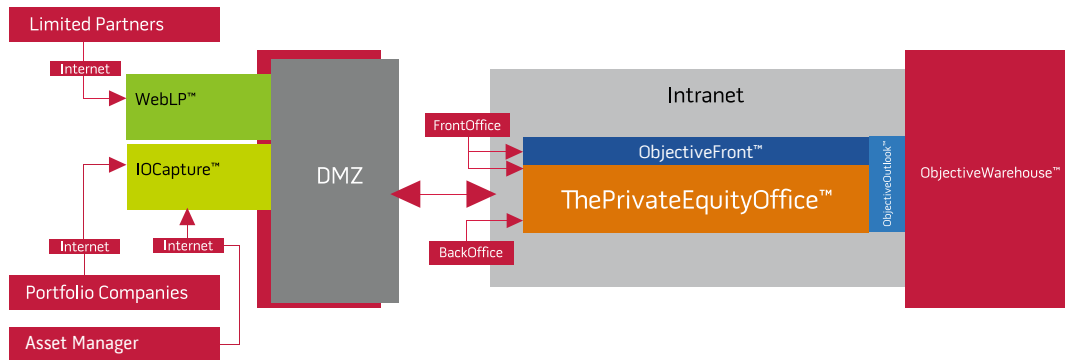 Limited Partners
Internet
WebLP™
IOCapture™
Internet
Internet
Portfolio Companies
Asset Manager
DMZ
Intranet
FrontOffice
ObjectiveFront™
ThePrivateEquityOffice™
BackOffice
ObjectiveOutlook™
ObjectiveWarehouse™